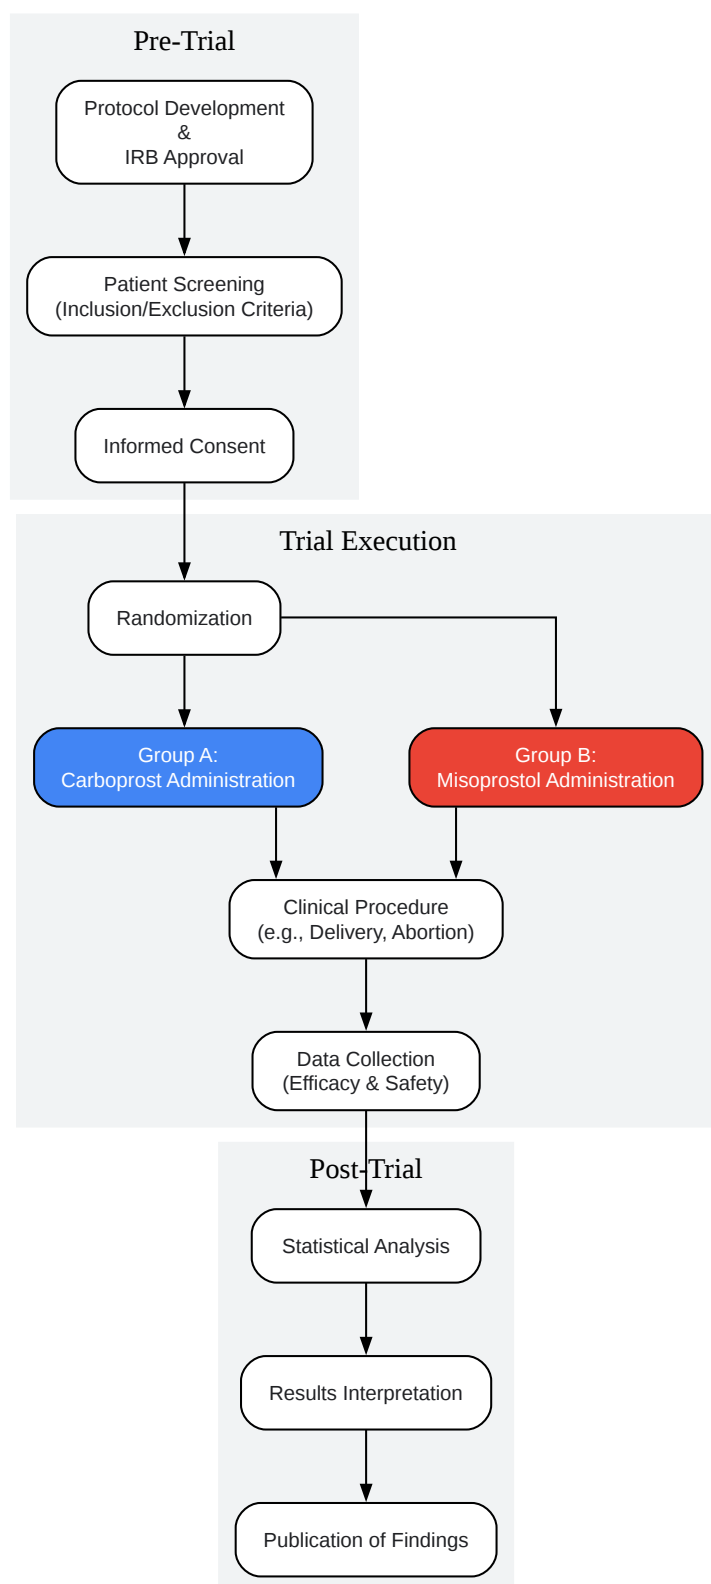 Pre-Trial
Protocol Development
&
IRB Approval
Patient Screening
(Inclusion/Exclusion Criteria)
Informed Consent
Trial Execution
Randomization
Group A:
Carboprost Administration
Group B:
Misoprostol Administration
Clinical Procedure
(e.g., Delivery, Abortion)
Data Collection
(Efficacy & Safety)
Post-Trial
Statistical Analysis
Results Interpretation
Publication of Findings